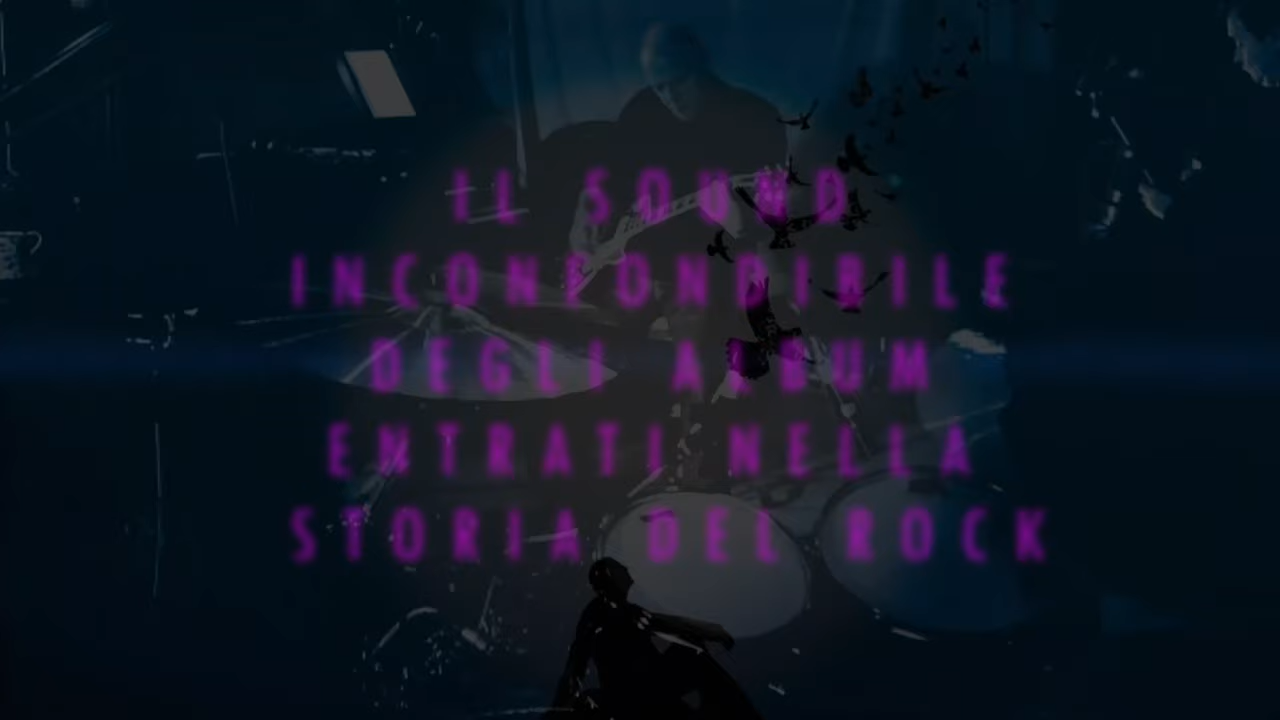 IL SOUND
INCONFONDIBILE
DEGLI ALBUM
ENTRATI NELLA
STORIA DEL ROCK